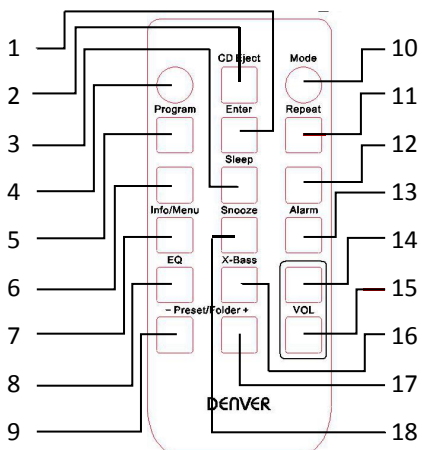 CD Eject Mode
1 10
2
Program Enter Repeat
3 11
Sleep
4 12
Info/Menu Snooze Alarm
5 13
EQ X-Bass
6 14
– Preset/Folder + VOL
7 15
8 16
9 17
DENVER
18